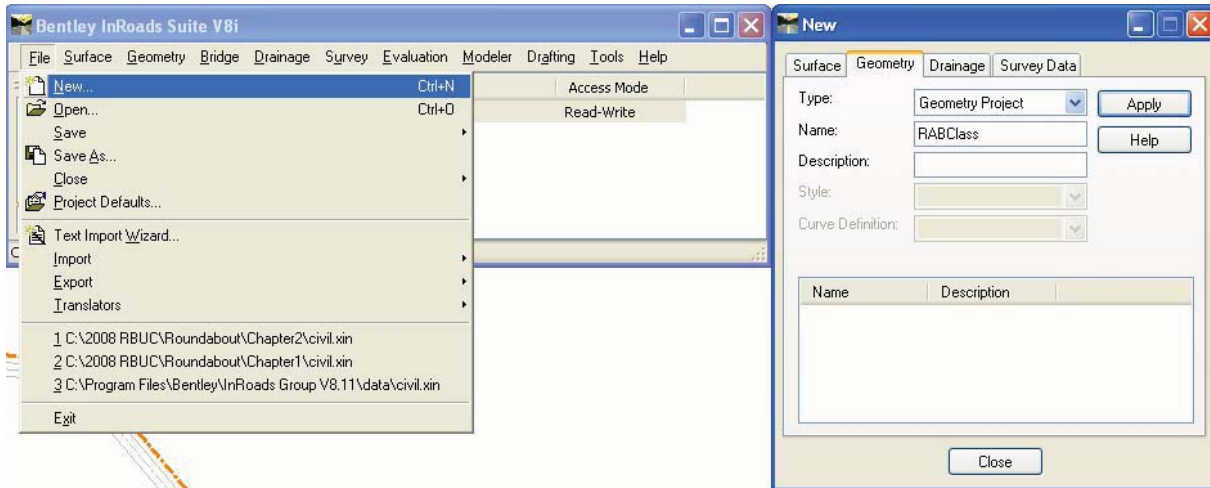 Bentley InRoads Suite V8i
File Surface Geometry Bridge Drainage Survey Evaluation Modeler Drafting Tools Help
New... Ctrl+N
Access Mode
Open... Ctrl+O
Read-Write
Save
Save As...
Close
Project Defaults...
Text Import Wizard...
Import
Export
Translators
1 C:\2008 RBUC\Roundabout\Chapter2\civil.xin
2 C:\2008 RBUC\Roundabout\Chapter1\civil.xin
3 C:\Program Files\Bentley\InRoads Group V8.11\data\civil.xin
Exit
New
Surface Geometry Drainage Survey Data
Type: Geometry Project Apply
Name: RABClass Help
Description:
Style:
Curve Definition:
Name Description
Close